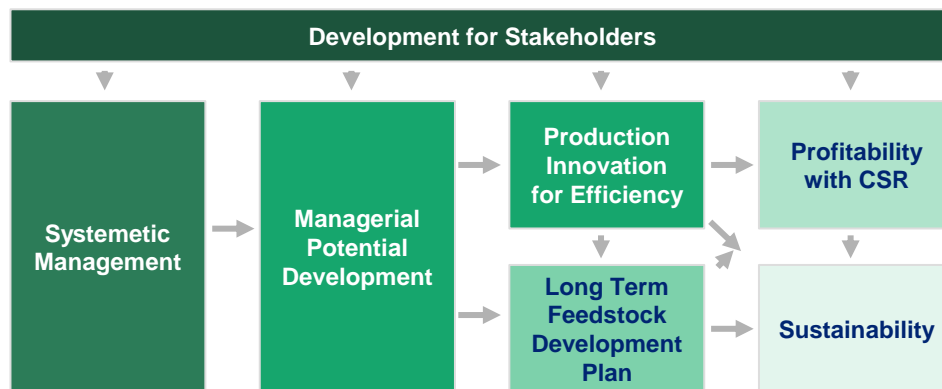 Development for Stakeholders
Systemetic
Management
Managerial
Potential
Development
Production
Innovation
for Efficiency
Long Term
Feedstock
Development
Plan
Profitability
with CSR
Sustainability